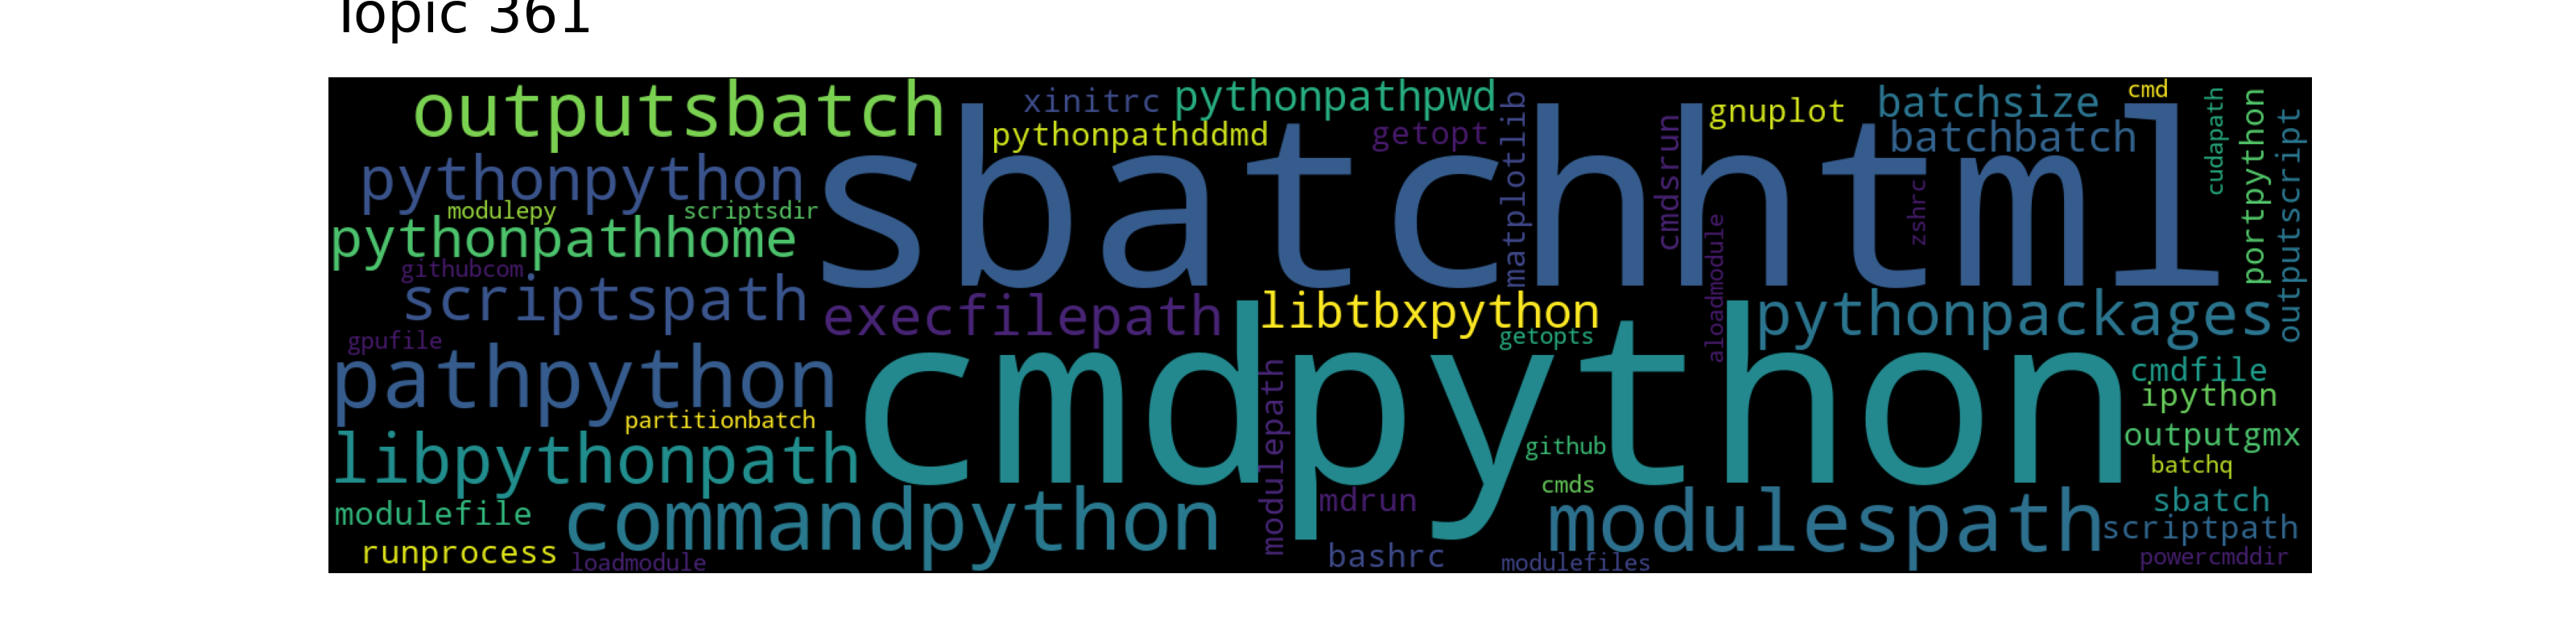 Topic 361
outputsbatch
xinitrc
pythonpathpwd
gnuplot
batchsize
cmd
pythonpathddmd
getopt
batchbatch
pythonpython
sbatchhtml
matplotlib
cmdsrun
zshrc
cudapath
portpython
outputscript
modulepy
scriptsdir
pythonpathhome
githubcom
scriptspath
execfilepath
libtbxpython
aloadmodule
pythonpackages
gpufile
getopts
pathpython
cmdpython
cmdfile
ipython
partitionbatch
outputgmx
libpythonpath
modulepath
github
batchq
modulefile
commandpython
mdrun
cmds
modulespath
sbatch
scriptpath
runprocess
loadmodule
bashrc
modulefiles
powercmddir